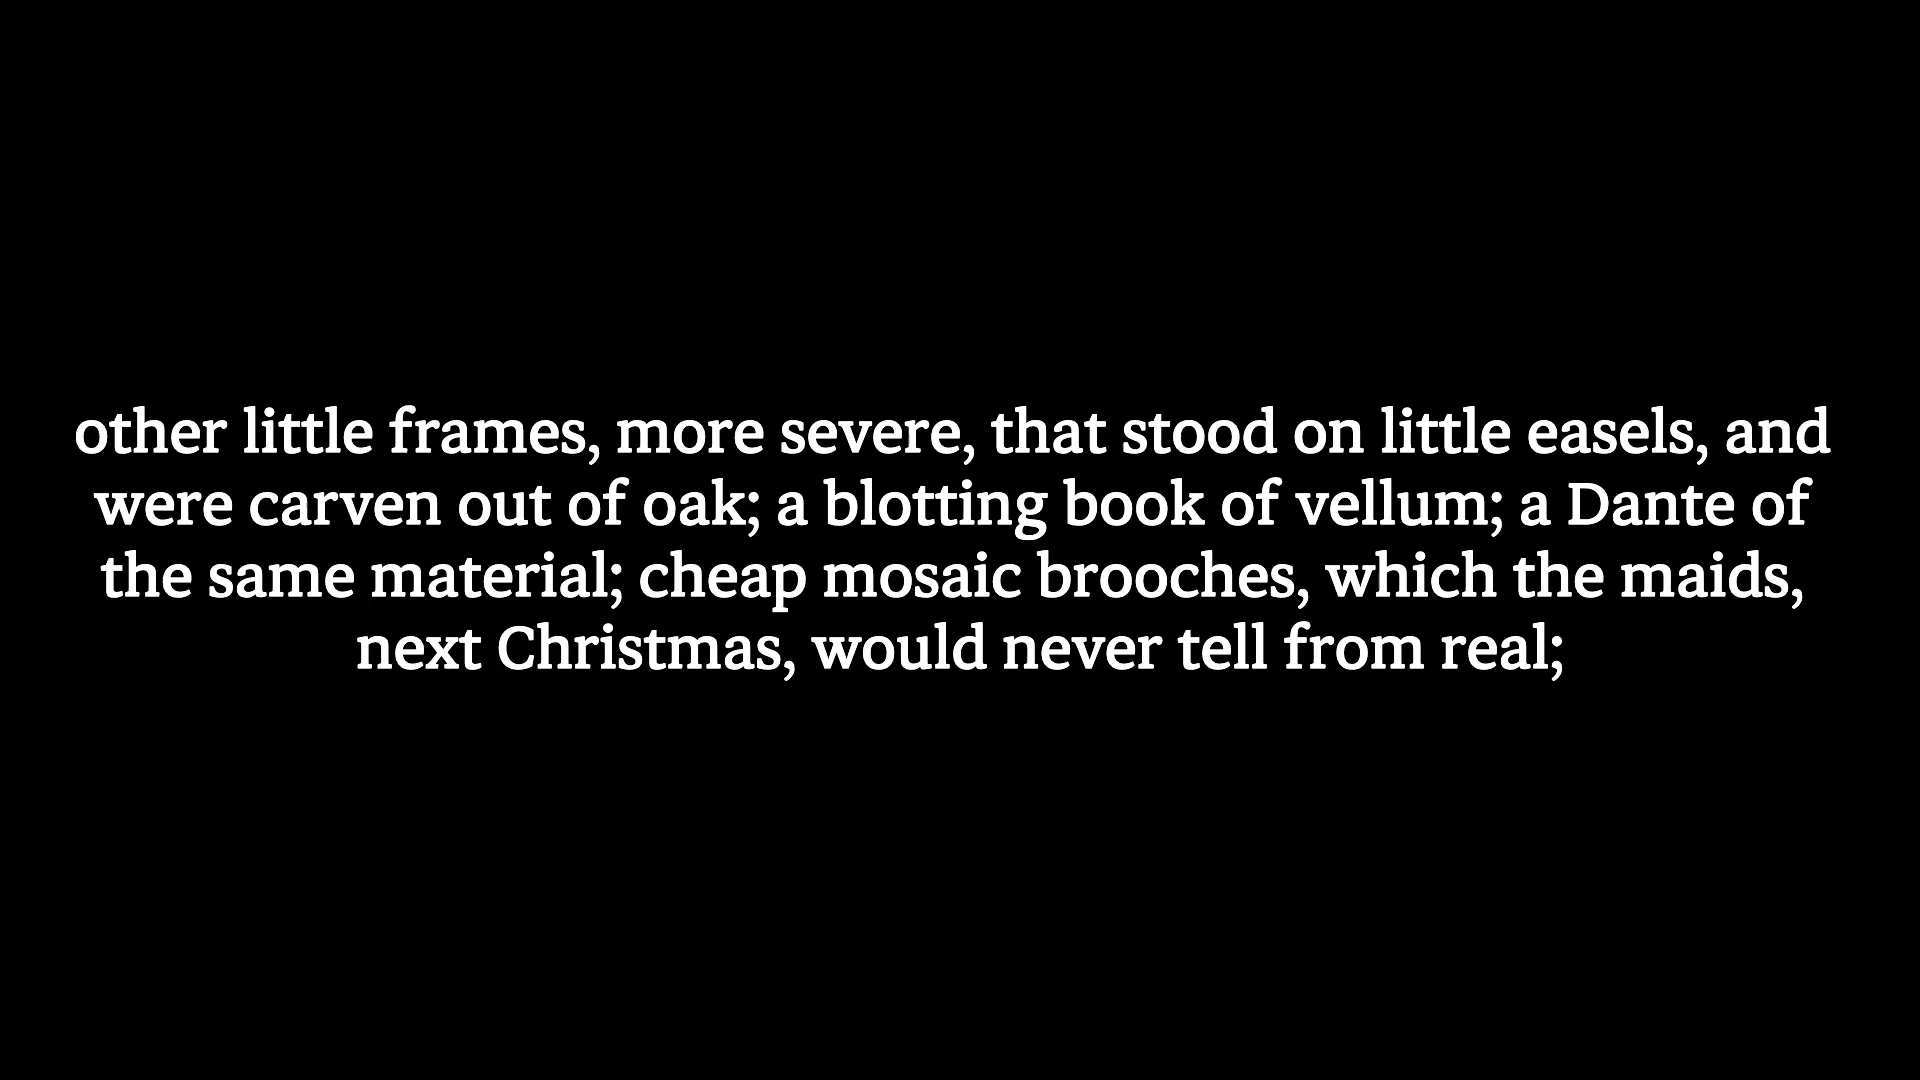 other little frames, more severe, that stood on little easels, and
were carven out of oak; a blotting book of vellum; a Dante of
the same material; cheap mosaic brooches, which the maids,
next Christmas, would never tell from real;